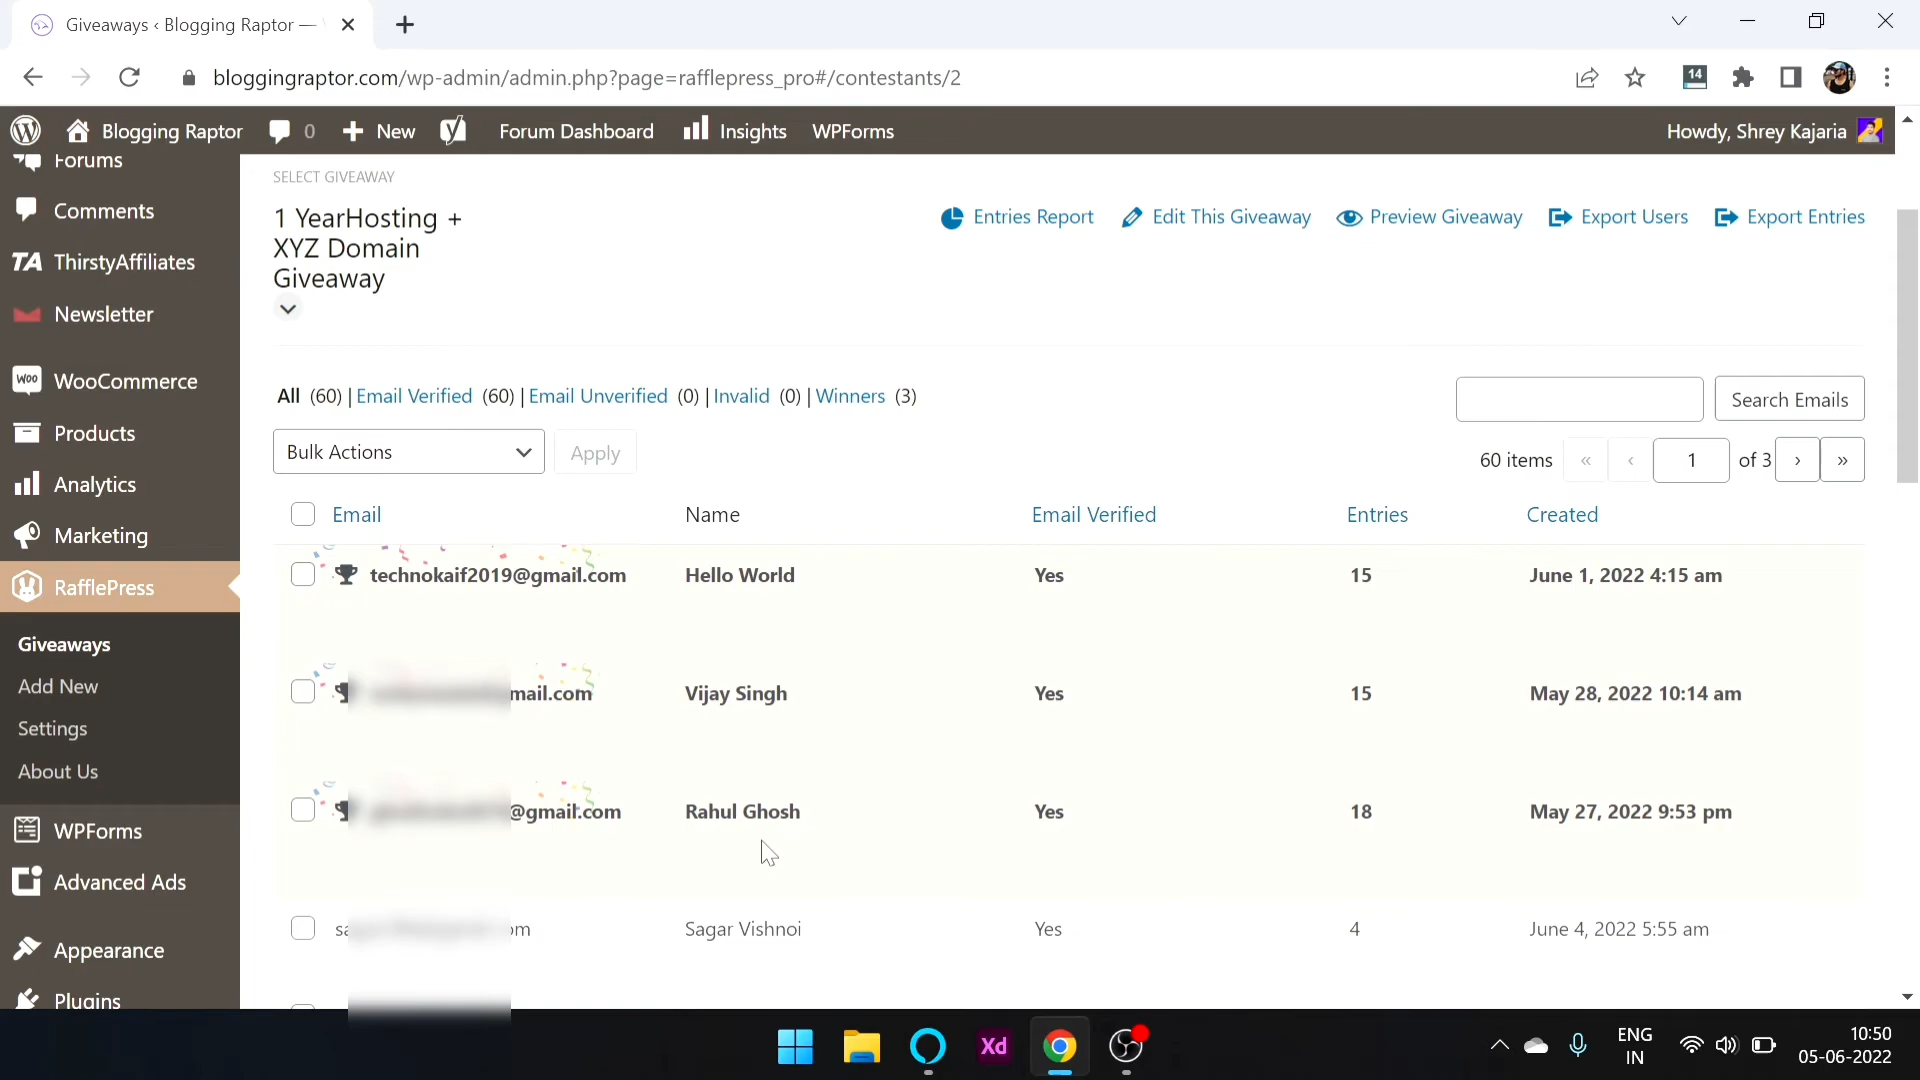 Giveaways ‹ Blogging Raptor —
bloggingraptor.com/wp-admin/admin.php?page=rafflepress_pro#/contestants/2
14
Blogging Raptor
0
New
Forum Dashboard
Insights
WPForms
Howdy, Shrey Kajaria
Forums
Comments
TA
ThirstyAffiliates
Newsletter
Woo
WooCommerce
Products
Analytics
Marketing
RafflePress
Giveaways
Add New
Settings
About Us
WPForms
Advanced Ads
Appearance
Plugins
SELECT GIVEAWAY
1 YearHosting +
XYZ Domain
Giveaway
Entries Report
Edit This Giveaway
Preview Giveaway
Export Users
Export Entries
All (60) | Email Verified (60) | Email Unverified (0) | Invalid (0) | Winners (3)
Search Emails
Bulk Actions
Apply
60 items « ‹ 1 of 3 › »
Email Name Email Verified Entries Created
technokaif2019@gmail.com Hello World Yes 15 June 1, 2022 4:15 am
mail.com Vijay Singh Yes 15 May 28, 2022 10:14 am
@gmail.com Rahul Ghosh Yes 18 May 27, 2022 9:53 pm
Sagar Vishnoi Yes 4 June 4, 2022 5:55 am
Xd
ENG
IN
10:50
05-06-2022